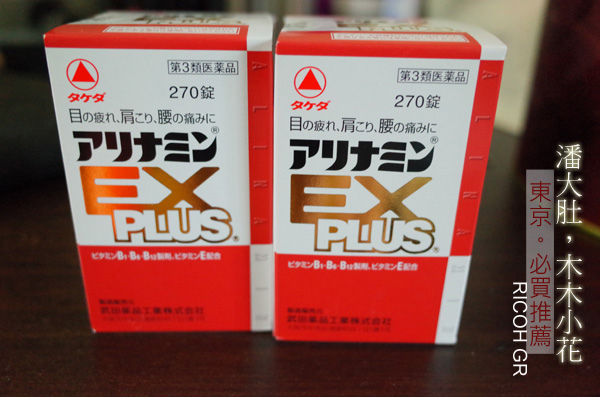 タケダ
第3類医薬品
270錠
目の疲れ、肩こり、腰の痛みに
アリナミン®
EX
PLUS®
ビタミンB1・B6・B12製剤、ビタミンE配合
武田薬品工業株式会社
タケダ
第3類医薬品
270錠
目の疲れ、肩こり、腰の痛みに
アリナミン®
EX
PLUS®
ビタミンB1・B6・B12製剤、ビタミンE配合
武田薬品工業株式会社
潘大肚,木木小花
東京。必買推薦
RICOH GR